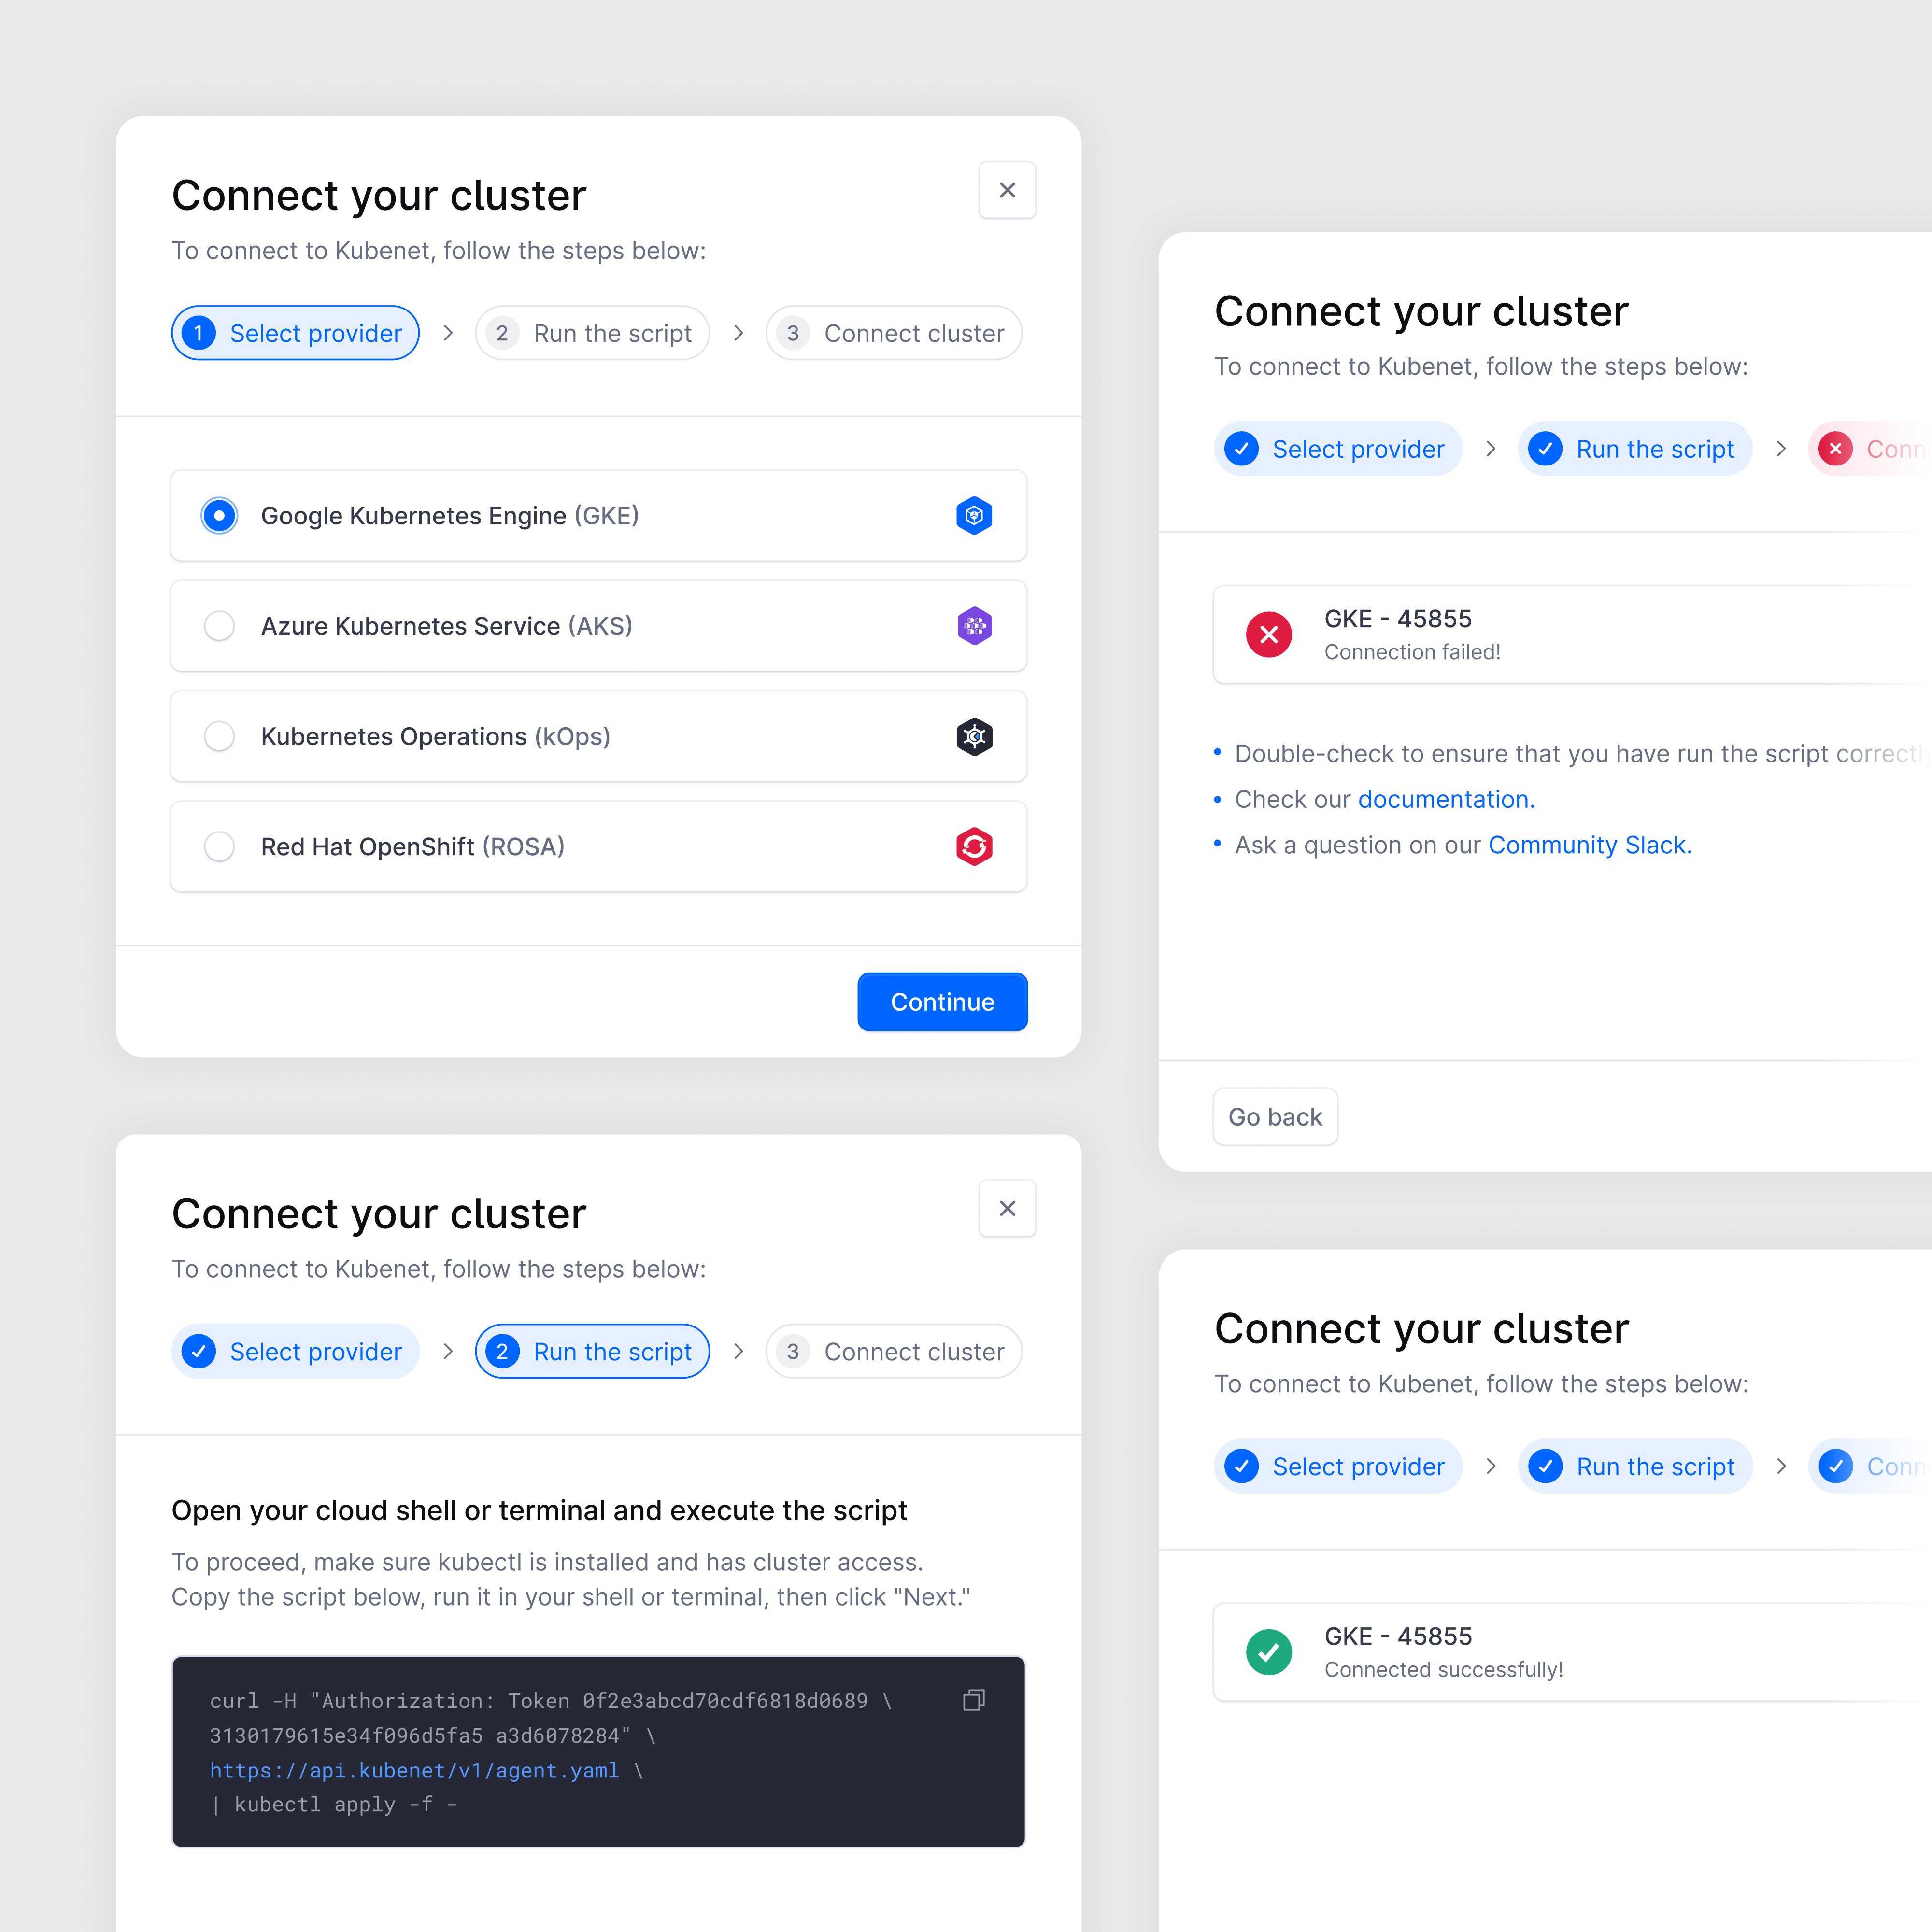 Connect your cluster
To connect to Kubenet, follow the steps below:
1 Select provider > 2 Run the script > 3 Connect cluster
Google Kubernetes Engine (GKE)
Azure Kubernetes Service (AKS)
Kubernetes Operations (kOps)
Red Hat OpenShift (ROSA)
Continue
Connect your cluster
To connect to Kubenet, follow the steps below:
Select provider > 2 Run the script > 3 Connect cluster
Open your cloud shell or terminal and execute the script
To proceed, make sure kubectl is installed and has cluster access.
Copy the script below, run it in your shell or terminal, then click "Next."
curl -H "Authorization: Token 0f2e3abcd70cdf6818d0689 \
3130179615e34f096d5fa5 a3d6078284" \
https://api.kubenet/v1/agent.yaml \
| kubectl apply -f -
Connect your cluster
To connect to Kubenet, follow the steps below:
Select provider > Run the script > Conn
GKE - 45855
Connection failed!
• Double-check to ensure that you have run the script correctl
• Check our documentation.
• Ask a question on our Community Slack.
Go back
Connect your cluster
To connect to Kubenet, follow the steps below:
Select provider > Run the script > Conn
GKE - 45855
Connected successfully!